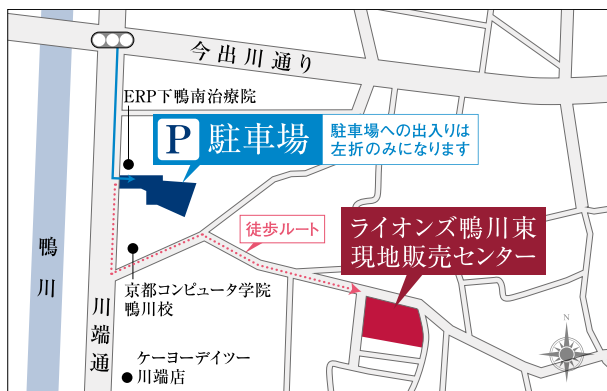 今出川通り
ERP下鴨南治療院
P 駐車場
駐車場への出入りは
左折のみになります
徒歩ルート
ライオンズ鴨川東
現地販売センター
鴨川
川端通
京都コンピュータ学院
鴨川校
ケーヨーデイツー
川端店
N